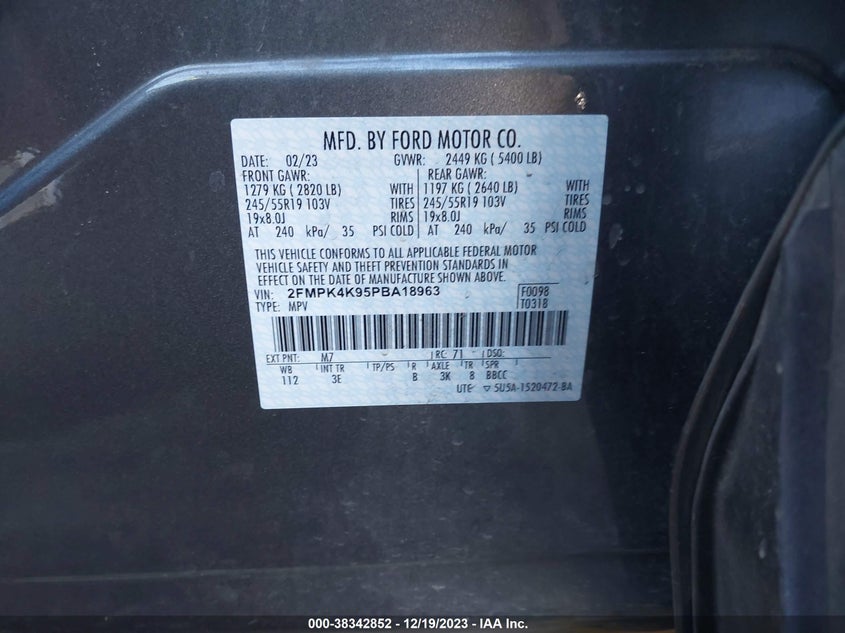 MFD. BY FORD MOTOR CO.
DATE: 02/23 GVWR: 2449 KG ( 5400 LB)
FRONT GAWR: REAR GAWR:
1279 KG ( 2820 LB) WITH 1197 KG ( 2640 LB) WITH
245/55R19 103V TIRES 245/55R19 103V TIRES
19x8.0J RIMS 19x8.0J RIMS
AT 240 kPa/ 35 PSI COLD AT 240 kPa/ 35 PSI COLD
THIS VEHICLE CONFORMS TO ALL APPLICABLE FEDERAL MOTOR
VEHICLE SAFETY AND THEFT PREVENTION STANDARDS IN
EFFECT ON THE DATE OF MANUFACTURE SHOWN ABOVE.
VIN: 2FMPK4K95PBA18963 F0098
TYPE: MPV T0318
EXT PNT: M7 RC: 71 DSO:
WB INT TR TP/PS R AXLE TR SPR
112 3E B 3K 8 BBCC
UTE ▽ 5U5A-1520472-BA
000-38342852 - 12/19/2023 - IAA Inc.